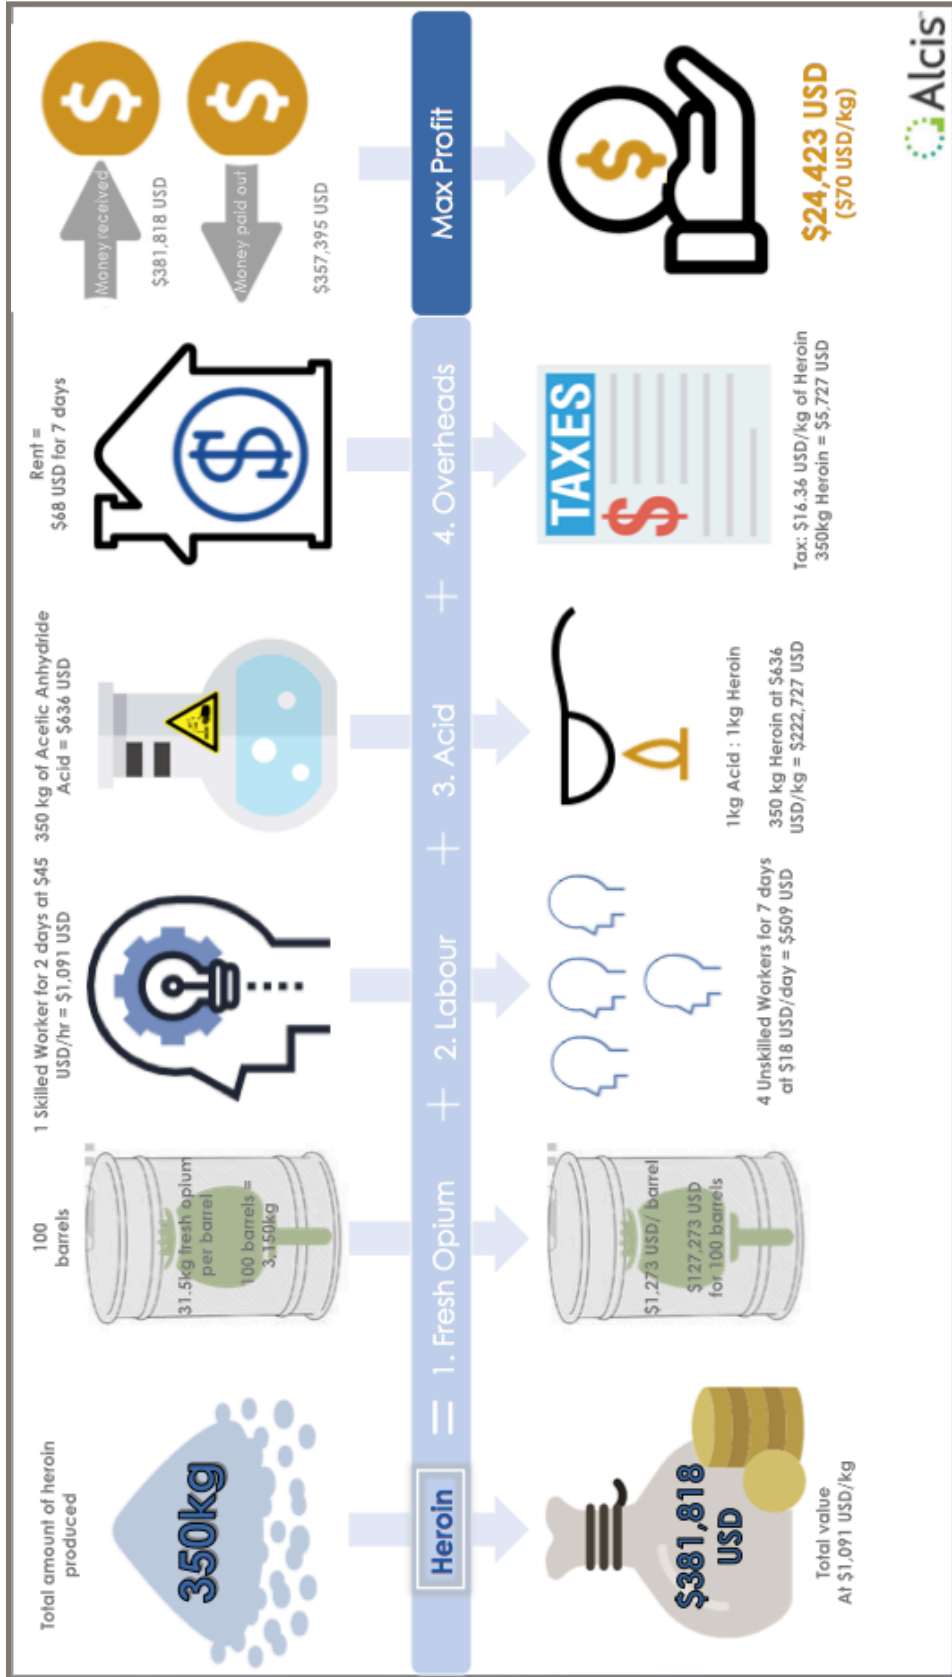 Total amount of heroin
produced
350kg
100
barrels
31.5kg fresh opium
per barrel
100 barrels =
3,150kg
1 Skilled Worker for 2 days at $45
USD/hr = $1,091 USD
350 kg of Acetic Anhydride
Acid = $636 USD
Rent =
$68 USD for 7 days
Money received
$381,818 USD
Money paid out
$357,395 USD
Heroin = 1. Fresh Opium + 2. Labour + 3. Acid + 4. Overheads Max Profit
$381,818
USD
Total value
At $1,091 USD/kg
$1,273 USD/ barrel
$127,273 USD
for 100 barrels
4 Unskilled Workers for 7 days
at $18 USD/day = $509 USD
1kg Acid : 1kg Heroin
350 kg Heroin at $636
USD/kg = $222,727 USD
TAXES
$
Tax: $16.36 USD/kg of Heroin
350kg Heroin = $5,727 USD
$24,423 USD
($70 USD/kg)
Alcis